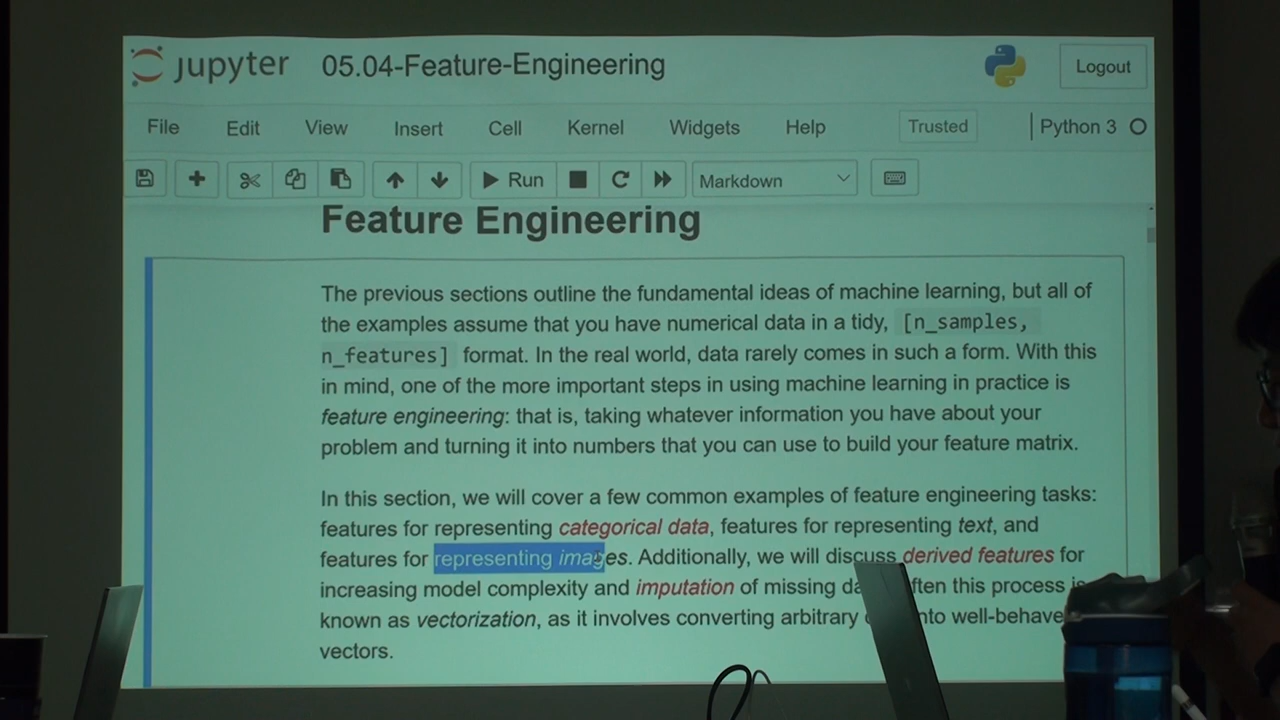 jupyter 05.04-Feature-Engineering Logout
File Edit View Insert Cell Kernel Widgets Help Trusted Python 3
Run Markdown
Feature Engineering
The previous sections outline the fundamental ideas of machine learning, but all of
the examples assume that you have numerical data in a tidy, [n_samples,
n_features] format. In the real world, data rarely comes in such a form. With this
in mind, one of the more important steps in using machine learning in practice is
feature engineering: that is, taking whatever information you have about your
problem and turning it into numbers that you can use to build your feature matrix.
In this section, we will cover a few common examples of feature engineering tasks:
features for representing categorical data, features for representing text, and
features for representing images. Additionally, we will discuss derived features for
increasing model complexity and imputation of missing this process is
known as vectorization, as it involves converting arbitrary well-behave
vectors.